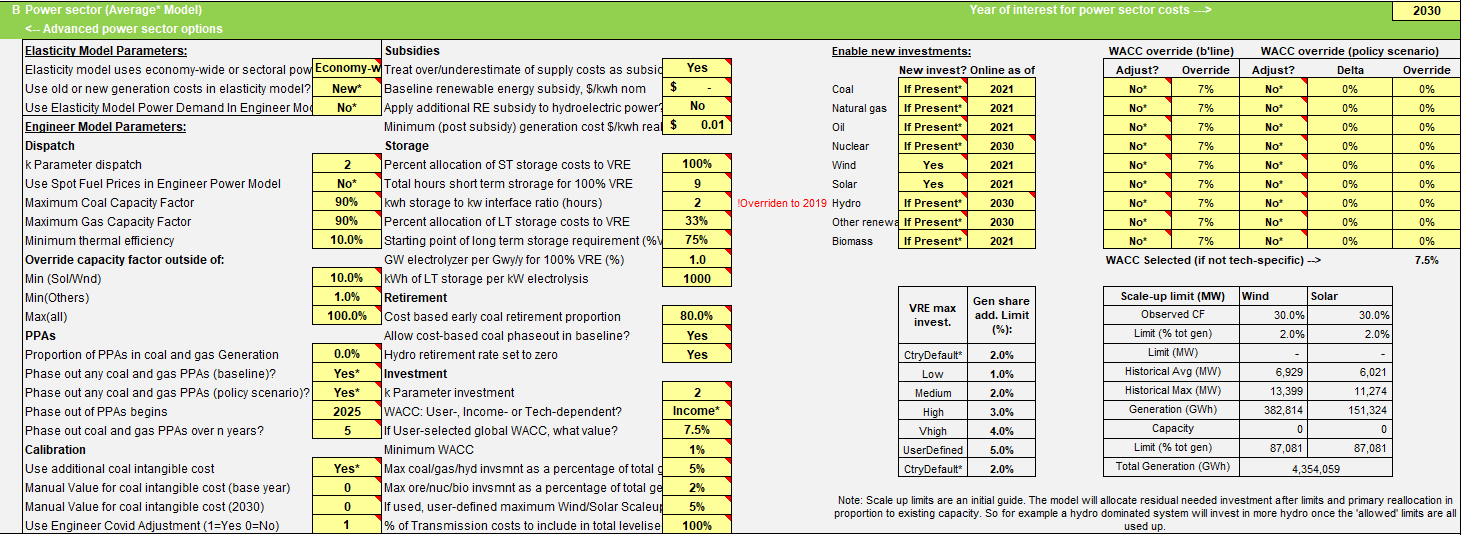 B Power sector (Average* Model) Year of interest for power sector costs ---> 2030
<-- Advanced power sector options
Elasticity Model Parameters:
Elasticity model uses economy-wide or sectoral pow Economy-w
Use old or new generation costs in elasticity model? New*
Use Elasticity Model Power Demand In Engineer Mo No*
Engineer Model Parameters:
Dispatch
k Parameter dispatch 2
Use Spot Fuel Prices in Engineer Power Model No*
Maximum Coal Capacity Factor 90%
Maximum Gas Capacity Factor 90%
Minimum thermal efficiency 10.0%
Override capacity factor outside of:
Min (Sol/Wnd) 10.0%
Min(Others) 1.0%
Max(all) 100.0%
PPAs
Proportion of PPAs in coal and gas Generation 0.0%
Phase out any coal and gas PPAs (baseline)? Yes*
Phase out any coal and gas PPAs (policy scenario)? Yes*
Phase out of PPAs begins 2025
Phase out coal and gas PPAs over n years? 5
Calibration
Use additional coal intangible cost Yes*
Manual Value for coal intangible cost (base year) 0
Manual Value for coal intangible cost (2030) 0
Use Engineer Covid Adjustment (1=Yes 0=No) 1
Subsidies
Treat over/underestimate of supply costs as subsic Yes
Baseline renewable energy subsidy, $/kwh nom $ -
Apply additional RE subsidy to hydroelectric power? No
Minimum (post subsidy) generation cost $/kwh real $ 0.01
Storage
Percent allocation of ST storage costs to VRE 100%
Total hours short term strorage for 100% VRE 9
kwh storage to kw interface ratio (hours) 2
Percent allocation of LT storage costs to VRE 33%
Starting point of long term storage requirement (%V 75%
GW electrolyzer per Gwy/y for 100% VRE (%) 1.0
kWh of LT storage per kW electrolysis 1000
Retirement
Cost based early coal retirement proportion 80.0%
Allow cost-based coal phaseout in baseline? Yes
Hydro retirement rate set to zero Yes
Investment
k Parameter investment 2
WACC: User-, Income- or Tech-dependent? Income*
If User-selected global WACC, what value? 7.5%
Minimum WACC 1%
Max coal/gas/hyd invsmnt as a percentage of total g 5%
Max ore/nuc/bio invsmnt as a percentage of total ge 2%
If used, user-defined maximum Wind/Solar Scaleup 5%
% of Transmission costs to include in total levelise 100%
Enable new investments:
New invest? Online as of
Coal If Present* 2021
Natural gas If Present* 2021
Oil If Present* 2021
Nuclear If Present* 2030
Wind Yes 2021
Solar Yes 2021
!Overriden to 2019 Hydro If Present* 2030
Other renewa If Present* 2030
Biomass If Present* 2021
WACC override (b'line) WACC override (policy scenario)
Adjust? Override Adjust? Delta Override
No* 7% No* 0% 0%
No* 7% No* 0% 0%
No* 7% No* 0% 0%
No* 7% No* 0% 0%
No* 7% No* 0% 0%
No* 7% No* 0% 0%
No* 7% No* 0% 0%
No* 7% No* 0% 0%
No* 7% No* 0% 0%
WACC Selected (if not tech-specific) --> 7.5%
VRE max invest. Gen share add. Limit (%):
CtryDefault* 2.0%
Low 1.0%
Medium 2.0%
High 3.0%
Vhigh 4.0%
UserDefined 5.0%
CtryDefault* 2.0%
Scale-up limit (MW) Wind Solar
Observed CF 30.0% 30.0%
Limit (% tot gen) 2.0% 2.0%
Limit (MW) - -
Historical Avg (MW) 6,929 6,021
Historical Max (MW) 13,399 11,274
Generation (GWh) 382,814 151,324
Capacity 0 0
Limit (% tot gen) 87,081 87,081
Total Generation (GWh) 4,354,059
Note: Scale up limits are an initial guide. The model will allocate residual needed investment after limits and primary reallocation in
proportion to existing capacity. So for example a hydro dominated system will invest in more hydro once the 'allowed' limits are all
used up.